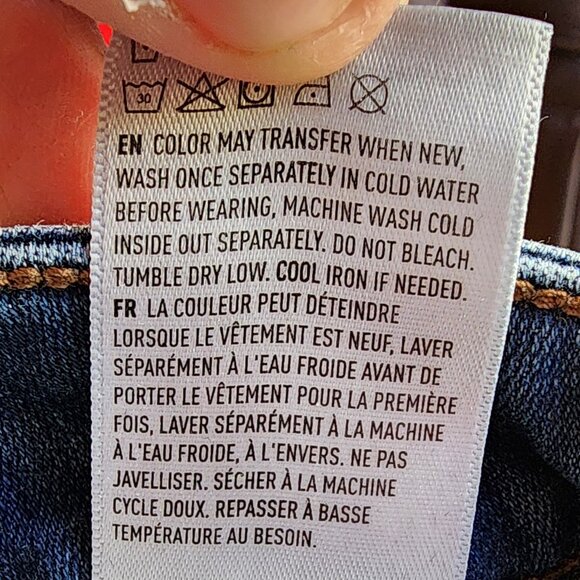 30
EN COLOR MAY TRANSFER WHEN NEW,
WASH ONCE SEPARATELY IN COLD WATER
BEFORE WEARING, MACHINE WASH COLD
INSIDE OUT SEPARATELY. DO NOT BLEACH.
TUMBLE DRY LOW. COOL IRON IF NEEDED.
FR LA COULEUR PEUT DÉTEINDRE
LORSQUE LE VÊTEMENT EST NEUF, LAVER
SÉPARÉMENT À L'EAU FROIDE AVANT DE
PORTER LE VÊTEMENT POUR LA PREMIÈRE
FOIS, LAVER SÉPARÉMENT À LA MACHINE
À L'EAU FROIDE, À L'ENVERS. NE PAS
JAVELLISER. SÉCHER À LA MACHINE
CYCLE DOUX. REPASSER À BASSE
TEMPÉRATURE AU BESOIN.